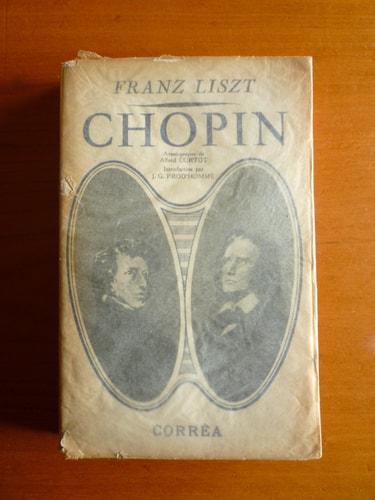 FRANZ LISZT
CHOPIN
Avant-propos de
Alfred CORTOT
Introduction par
J. G. PROD'HOMME
CORRÊA